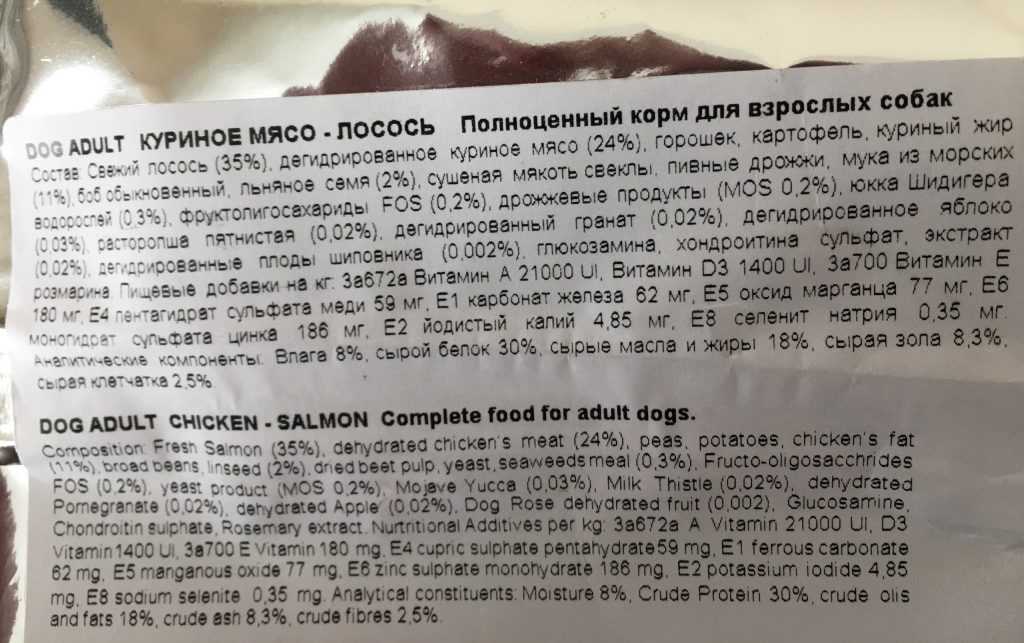 DOG ADULT КУРИНОЕ МЯСО - ЛОСОСЬ Полноценный корм для взрослых собак
Состав: Свежий лосось (35%), дегидрированное куриное мясо (24%), горошек, картофель, куриный жир
(11%), боб обыкновенный, льняное семя (2%), сушеная мякоть свеклы, пивные дрожжи, мука из морских
водорослей (0,3%), фруктолигосахариды FOS (0,2%), дрожжевые продукты (MOS 0,2%), юкка Шидигера
(0,03%), расторопша пятнистая (0,02%), дегидрированный гранат (0,02%), дегидрированное яблоко
(0,02%), дегидрированные плоды шиповника (0,002%), глюкозамина, хондроитина сульфат, экстракт
розмарина. Пищевые добавки на кг: 3a672a Витамин А 21000 UI, Витамин D3 1400 UI, 3a700 Витамин Е
180 мг, E4 пентагидрат сульфата меди 59 мг, E1 карбонат железа 62 мг, E5 оксид марганца 77 мг, E6
моногидрат сульфата цинка 186 мг, E2 йодистый калий 4,85 мг, E8 селенит натрия 0,35 мг.
Аналитические компоненты: Влага 8%, сырой белок 30%, сырые масла и жиры 18%, сырая зола 8,3%,
сырая клетчатка 2,5%.
DOG ADULT CHICKEN - SALMON Complete food for adult dogs.
Composition: Fresh Salmon (35%), dehydrated chicken's meat (24%), peas, potatoes, chicken's fat
(11%), broad beans, linseed (2%), dried beet pulp, yeast, seaweeds meal (0,3%), Fructo-oligosacchrides
FOS (0,2%), yeast product (MOS 0,2%), Mojave Yucca (0,03%), Milk Thistle (0,02%), dehydrated
Pomegranate (0,02%), dehydrated Apple (0,02%), Dog Rose dehydrated fruit (0,002), Glucosamine,
Chondroitin sulphate, Rosemary extract. Nurtritional Additives per kg: 3a672a A Vitamin 21000 UI, D3
Vitamin 1400 UI, 3a700 E Vitamin 180 mg, E4 cupric sulphate pentahydrate 59 mg, E1 ferrous carbonate
62 mg, E5 manganous oxide 77 mg, E6 zinc sulphate monohydrate 186 mg, E2 potassium iodide 4,85
mg, E8 sodium selenite 0,35 mg. Analytical constituents: Moisture 8%, Crude Protein 30%, crude olis
and fats 18%, crude ash 8,3%, crude fibres 2,5%.